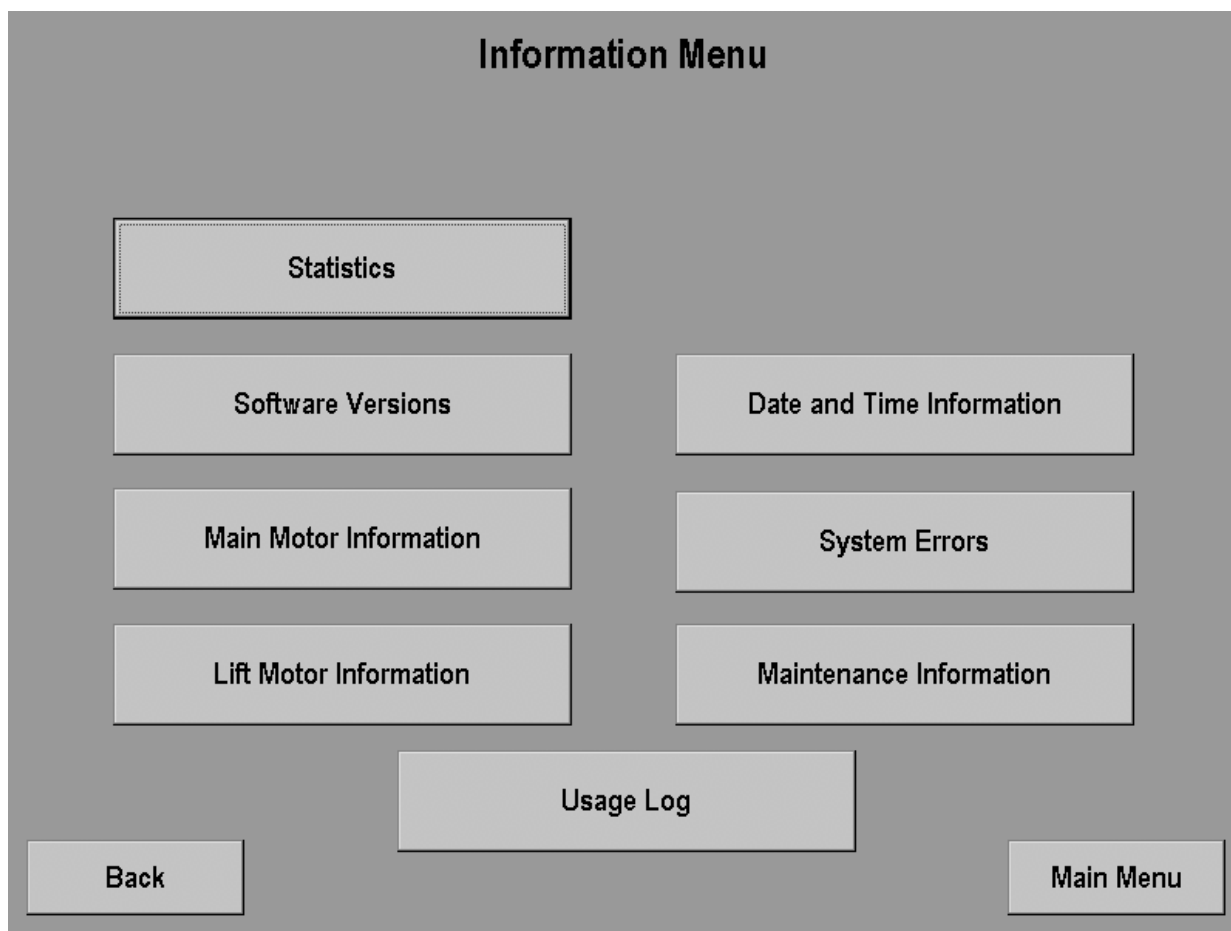 Information Menu
Statistics
Software Versions
Date and Time Information
Main Motor Information
System Errors
Lift Motor Information
Maintenance Information
Usage Log
Back
Main Menu